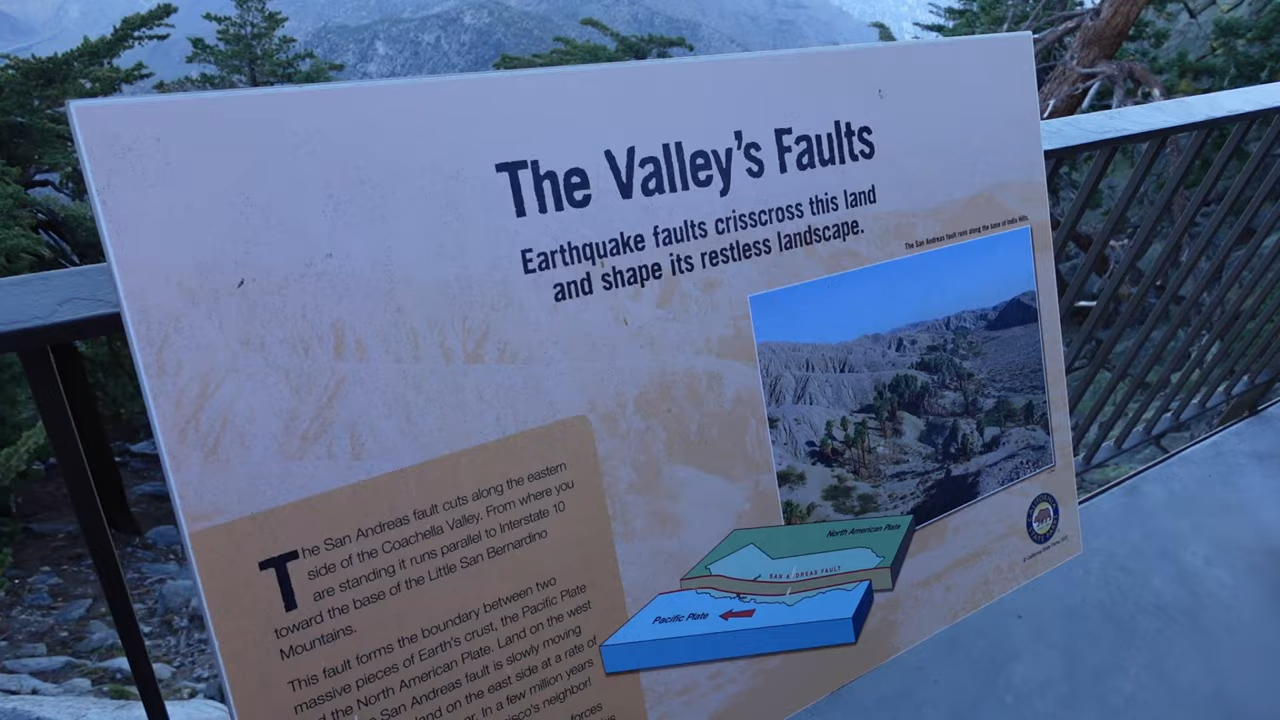 The Valley's Faults
Earthquake faults crisscross this land
and shape its restless landscape.
The San Andreas fault runs along the base of Indio Hills.
The San Andreas fault cuts along the eastern
side of the Coachella Valley. From where you
are standing it runs parallel to Interstate 10
toward the base of the Little San Bernardino
Mountains.
This fault forms the boundary between two
massive pieces of Earth's crust, the Pacific Plate
the North American Plate. Land on the west
San Andreas fault is slowly moving
land on the east side at a rate of
In a few million years
neighbor!
forces
North American Plate
SAN ANDREAS FAULT
Pacific Plate